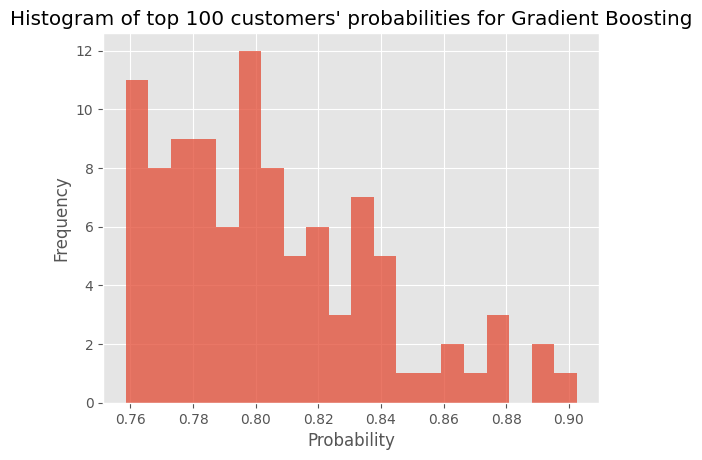 Histogram of top 100 customers' probabilities for Gradient Boosting
12
10
8
6
4
2
0
Frequency
0.76 0.78 0.80 0.82 0.84 0.86 0.88 0.90
Probability